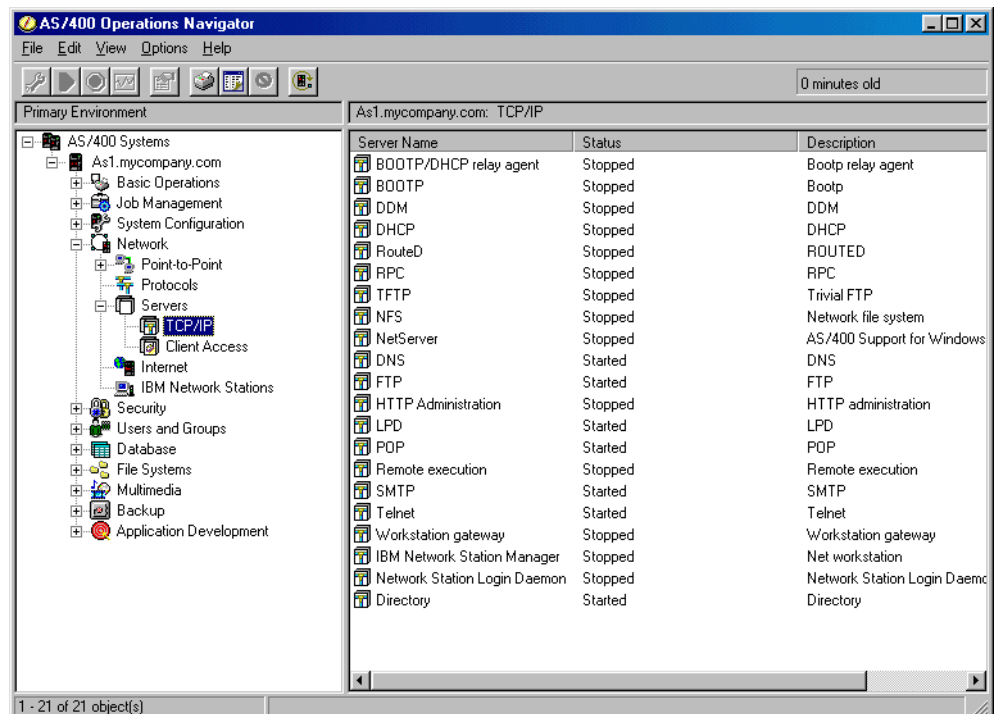 AS/400 Operations Navigator
File Edit View Options Help
0 minutes old
Primary Environment
As1.mycompany.com: TCP/IP
AS/400 Systems
As1.mycompany.com
Basic Operations
Job Management
System Configuration
Network
Point-to-Point
Protocols
Servers
TCP/IP
Client Access
Internet
IBM Network Stations
Security
Users and Groups
Database
File Systems
Multimedia
Backup
Application Development
Server Name Status Description
BOOTP/DHCP relay agent Stopped Bootp relay agent
BOOTP Stopped Bootp
DDM Stopped DDM
DHCP Stopped DHCP
RouteD Stopped ROUTED
RPC Stopped RPC
TFTP Stopped Trivial FTP
NFS Stopped Network file system
NetServer Stopped AS/400 Support for Windows
DNS Started DNS
FTP Started FTP
HTTP Administration Stopped HTTP administration
LPD Started LPD
POP Started POP
Remote execution Stopped Remote execution
SMTP Started SMTP
Telnet Started Telnet
Workstation gateway Stopped Workstation gateway
IBM Network Station Manager Stopped Net workstation
Network Station Login Daemon Stopped Network Station Login Daemo
Directory Started Directory
1 - 21 of 21 object(s)